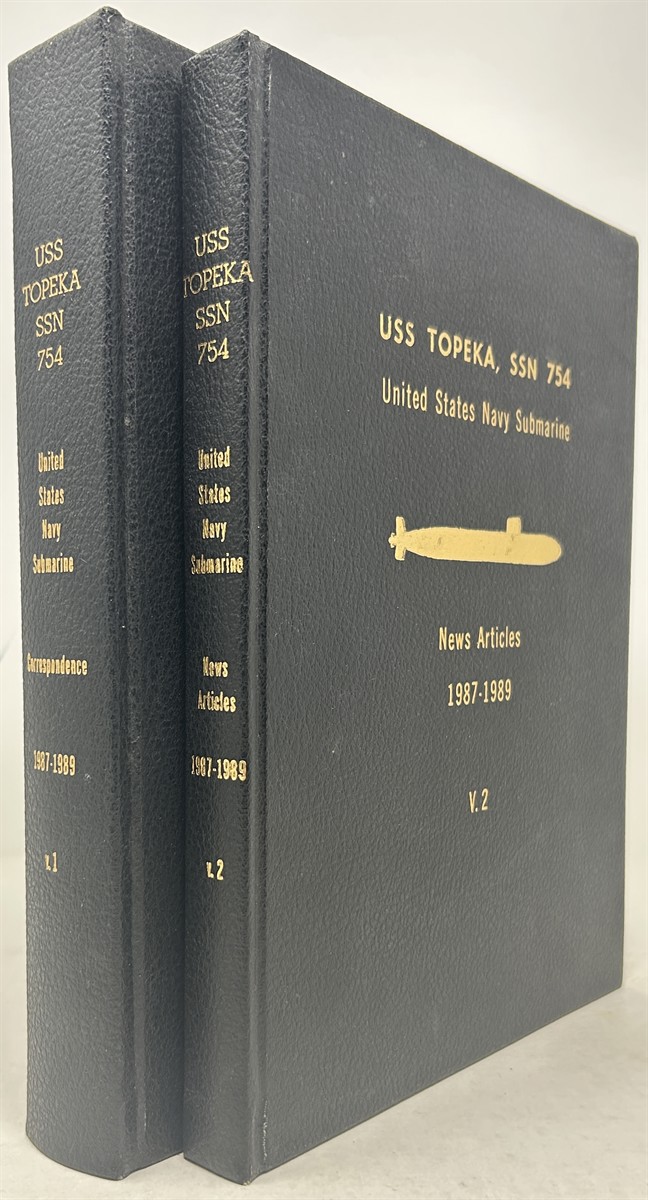 USS
TOPEKA
SSN
754
United
States
Navy
Submarine
Correspondence
1987-1989
v.1
USS
TOPEKA
SSN
754
United
States
Navy
Submarine
News
Articles
1987-1989
v.2
USS TOPEKA, SSN 754
United States Navy Submarine
News Articles
1987-1989
V.2